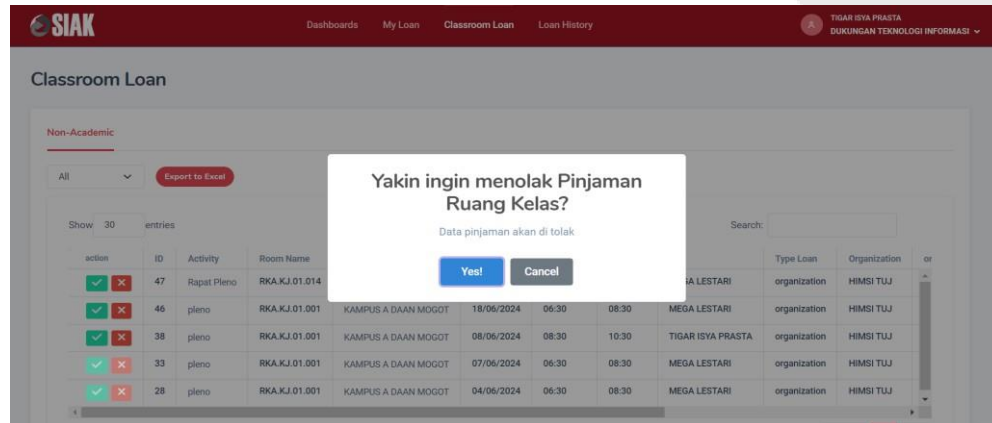 SIAK
Dashboards My Loan Classroom Loan Loan History
TIGAR ISYA PRASTA
DUKUNGAN TEKNOLOGI INFORMASI
Classroom Loan
Non-Academic
All Export to Excel
Yakin ingin menolak Pinjaman
Ruang Kelas?
Data pinjaman akan di tolak
Yes! Cancel
Show 30 entries Search:
action ID Activity Room Name Type Loan Organization
47 Rapat Pleno RKA.KJ.01.014 LESTARI organization HIMSI TUJ
46 pleno RKA.KJ.01.001 KAMPUS A DAAN MOGOT 18/06/2024 06:30 08:30 MEGA LESTARI organization HIMSI TUJ
38 pleno RKA.KJ.01.001 KAMPUS A DAAN MOGOT 08/06/2024 08:30 10:30 TIGAR ISYA PRASTA organization HIMSI TUJ
33 pleno RKA.KJ.01.001 KAMPUS A DAAN MOGOT 07/06/2024 06:30 08:30 MEGA LESTARI organization HIMSI TUJ
28 pleno RKA.KJ.01.001 KAMPUS A DAAN MOGOT 04/06/2024 06:30 08:30 MEGA LESTARI organization HIMSI TUJ